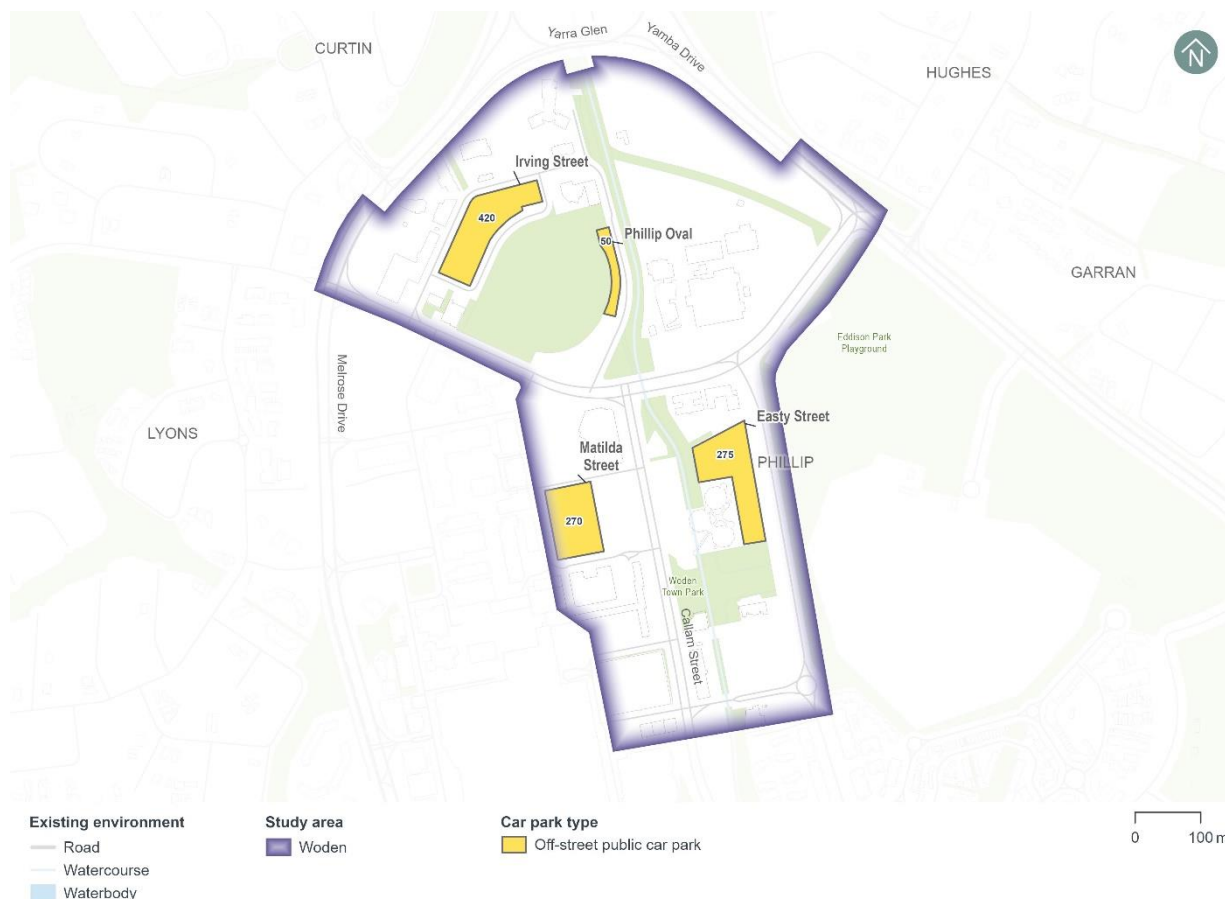 Yarra Glen
Yamba Drive
CURTIN
HUGHES
N
Irving Street
420
Phillip Oval
50
GARRAN
Eddison Park
Playground
Melrose Drive
LYONS
Easty Street
Matilda
Street
275
PHILLIP
270
Woden
Town Park
Callam Street
Existing environment
Road
Watercourse
Waterbody
Study area
Woden
Car park type
Off-street public car park
0
100 m